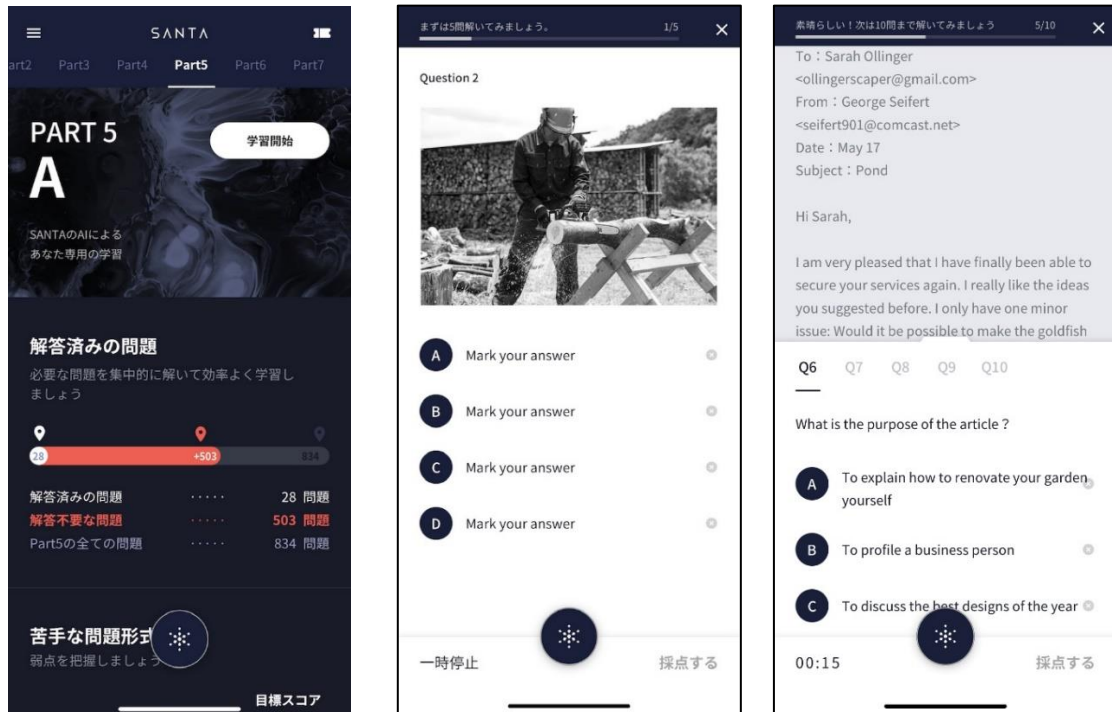 SANTA
art2 Part3 Part4 Part5 Part6 Part7
PART 5
学習開始
A
SANTAのAIによる
あなた専用の学習
解答済みの問題
必要な問題を集中的に解いて効率よく学習し
ましょう
28 +503 834
解答済みの問題 ····· 28 問題
解答不要な問題 ····· 503 問題
Part5の全ての問題 ····· 834 問題
苦手な問題形式
弱点を把握しましょう
目標スコア
まずは5問解いてみましょう。 1/5
Question 2
A Mark your answer
B Mark your answer
C Mark your answer
D Mark your answer
一時停止 採点する
素晴らしい!次は10問まで解いてみましょう 5/10
To:Sarah Ollinger
<ollingerscaper@gmail.com>
From:George Seifert
<seifert901@comcast.net>
Date:May 17
Subject:Pond
Hi Sarah,
I am very pleased that I have finally been able to
secure your services again. I really like the ideas
you suggested before. I only have one minor
issue: Would it be possible to make the goldfish
Q6 Q7 Q8 Q9 Q10
What is the purpose of the article?
A To explain how to renovate your garden
yourself
B To profile a business person
C To discuss the best designs of the year
00:15 採点する